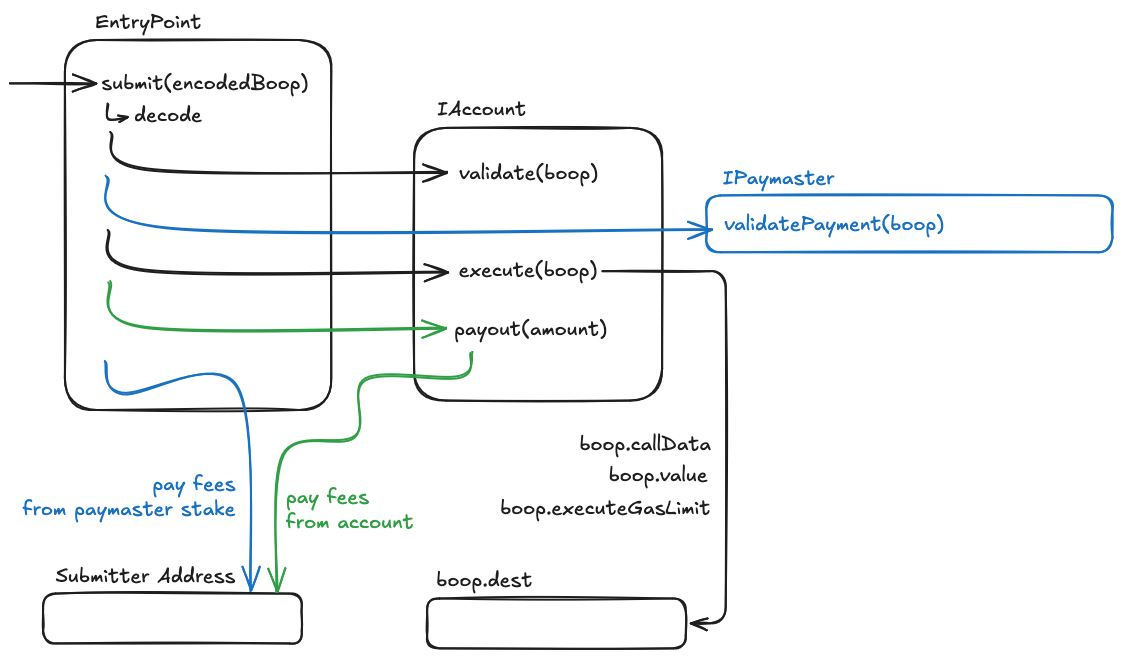 EntryPoint
submit(encodedBoop)
decode
IAccount
validate(boop)
IPaymaster
validatePayment(boop)
execute(boop)
payout(amount)
boop.callData
boop.value
boop.executeGasLimit
pay fees
from paymaster stake
pay fees
from account
Submitter Address
boop.dest